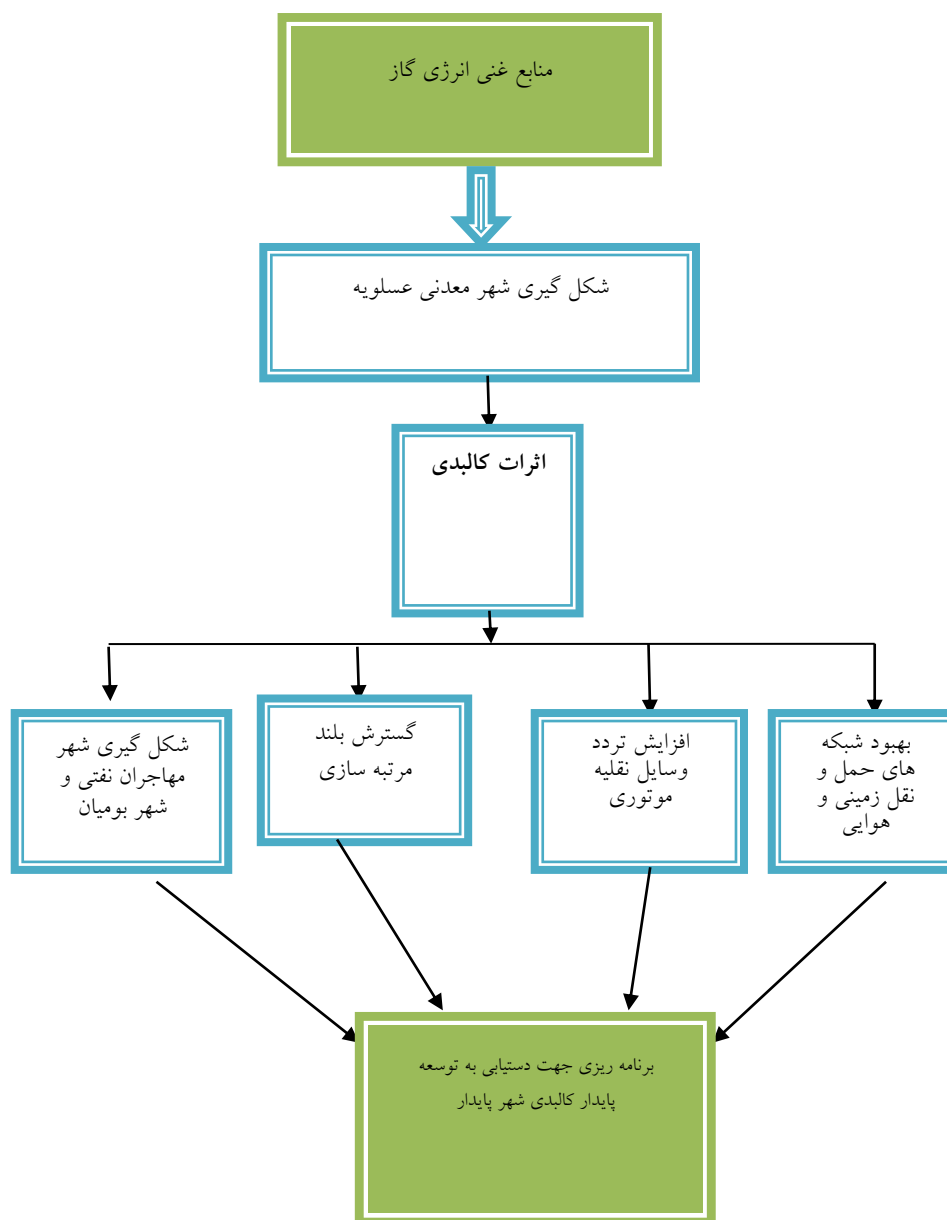 منابع غنی انرژی گاز
شکل گیری شهر معدنی عسلویه
اثرات کالبدی
بهبود شبکه
های حمل و
نقل زمینی و
هوایی
افزایش تردد
وسایل نقلیه
موتوری
گسترش بلند
مرتبه سازی
شکل گیری شهر
مهاجران نفتی و
شهر بومیان
برنامه ریزی جهت دستیابی به توسعه
پایدار کالبدی شهر پایدار